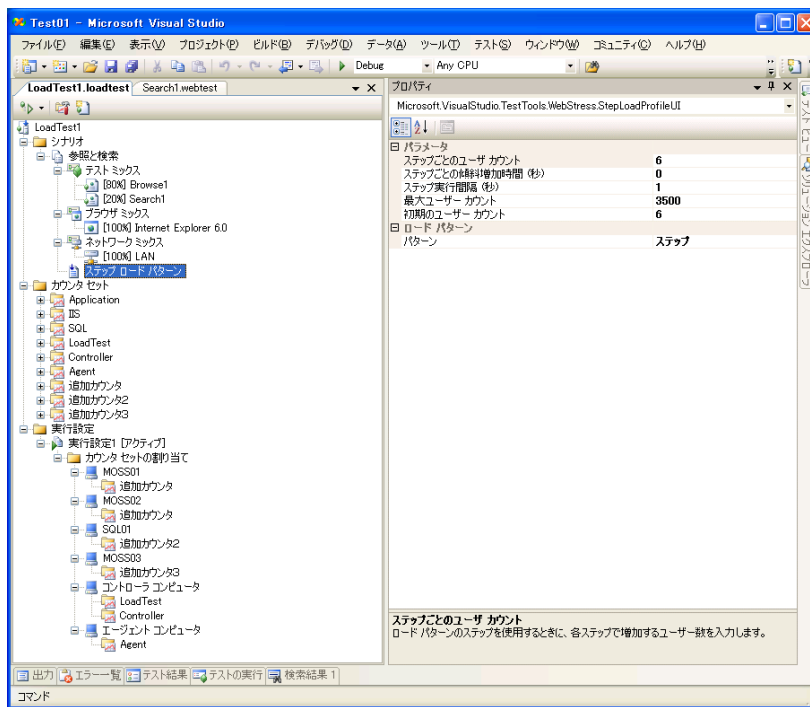 Test01 - Microsoft Visual Studio
ファイル(F) 編集(E) 表示(V) プロジェクト(P) ビルド(B) デバッグ(D) データ(A) ツール(T) テスト(S) ウィンドウ(W) コミュニティ(C) ヘルプ(H)
Debug Any CPU
LoadTest1.loadtest Search1.webtest
LoadTest1
シナリオ
参照と検索
テスト ミックス
[80%] Browse1
[20%] Search1
ブラウザ ミックス
[100%] Internet Explorer 6.0
ネットワーク ミックス
[100%] LAN
ステップ ロード パターン
カウンタ セット
Application
IIS
SQL
LoadTest
Controller
Agent
追加カウンタ
追加カウンタ2
追加カウンタ3
実行設定
実行設定1 [アクティブ]
カウンタ セットの割り当て
MOSS01
追加カウンタ
MOSS02
追加カウンタ
SQL01
追加カウンタ2
MOSS03
追加カウンタ3
コントローラ コンピュータ
LoadTest
Controller
エージェント コンピュータ
Agent
プロパティ
Microsoft.VisualStudio.TestTools.WebStress.StepLoadProfileUI
パラメータ
ステップごとのユーザ カウント 6
ステップごとの傾斜増加時間 (秒) 0
ステップ実行間隔 (秒) 1
最大ユーザー カウント 3500
初期のユーザー カウント 6
ロード パターン
パターン ステップ
ステップごとのユーザ カウント
ロード パターンのステップを使用するときに、各ステップで増加するユーザー数を入力します。
テスト ビュー
ソリューション エクスプローラ
出力 エラー一覧 テスト結果 テストの実行 検索結果 1
コマンド